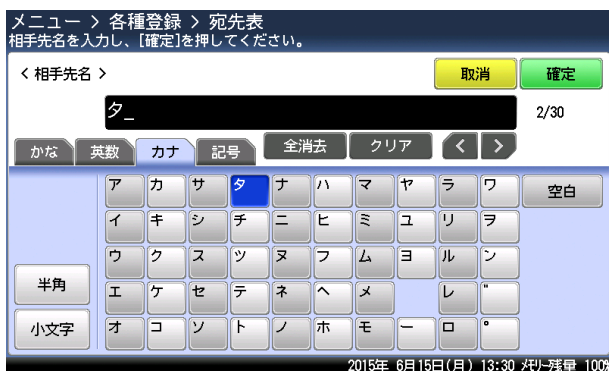 メニュー > 各種登録 > 宛先表
相手先名を入力し、[確定]を押してください。
< 相手先名 >
取消 確定
タ_
2/30
かな 英数 カナ 記号 全消去 クリア < >
ア カ サ タ ナ ハ マ ヤ ラ ワ 空白
イ キ シ チ ニ ヒ ミ ユ リ ヲ
ウ ク ス ツ ヌ フ ム ヨ ル ン
半角 エ ケ セ テ ネ ヘ メ レ ゛
小文字 オ コ ソ ト ノ ホ モ ー ロ ゜
2015年 6月15日(月) 13:30 メモリー残量 100%